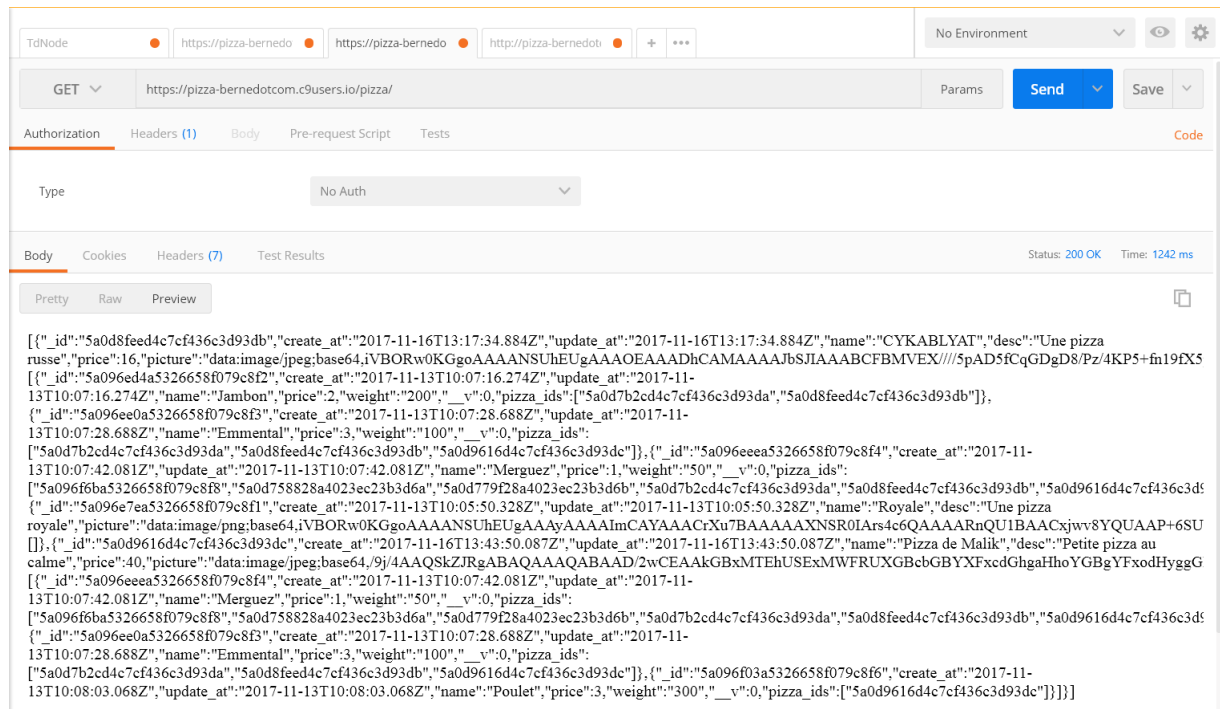 TdNode
https://pizza-bernedo
https://pizza-bernedo
http://pizza-bernedot
+
•••
No Environment
GET
https://pizza-bernedotcom.c9users.io/pizza/
Params
Send
Save
Authorization
Headers (1)
Body
Pre-request Script
Tests
Code
Type
No Auth
Body
Cookies
Headers (7)
Test Results
Status: 200 OK
Time: 1242 ms
Pretty
Raw
Preview
[{"_id":"5a0d8feed4c7cf436c3d93db","create_at":"2017-11-16T13:17:34.884Z","update_at":"2017-11-16T13:17:34.884Z","name":"CYKABLYAT","desc":"Une pizza
russe","price":16,"picture":"data:image/jpeg;base64,iVBORw0KGgoAAAANSUhEUgAAAOEAAADhCAMAAAAJbSJIAAABCFBMVEX////5pAD5fCqGDgD8/Pz/4KP5+fn19fX5
[{"_id":"5a096ed4a5326658f079c8f2","create_at":"2017-11-13T10:07:16.274Z","update_at":"2017-11-
13T10:07:16.274Z","name":"Jambon","price":2,"weight":"200","__v":0,"pizza_ids":["5a0d7b2cd4c7cf436c3d93da","5a0d8feed4c7cf436c3d93db"]},
{"_id":"5a096ee0a5326658f079c8f3","create_at":"2017-11-13T10:07:28.688Z","update_at":"2017-11-
13T10:07:28.688Z","name":"Emmental","price":3,"weight":"100","__v":0,"pizza_ids":
["5a0d7b2cd4c7cf436c3d93da","5a0d8feed4c7cf436c3d93db","5a0d9616d4c7cf436c3d93dc"]},{"_id":"5a096eeea5326658f079c8f4","create_at":"2017-11-
13T10:07:42.081Z","update_at":"2017-11-13T10:07:42.081Z","name":"Merguez","price":1,"weight":"50","__v":0,"pizza_ids":
["5a096f6ba5326658f079c8f8","5a0d758828a4023ec23b3d6a","5a0d779f28a4023ec23b3d6b","5a0d7b2cd4c7cf436c3d93da","5a0d8feed4c7cf436c3d93db","5a0d9616d4c7cf436c3d9
{"_id":"5a096e7ea5326658f079c8f1","create_at":"2017-11-13T10:05:50.328Z","update_at":"2017-11-13T10:05:50.328Z","name":"Royale","desc":"Une pizza
royale","picture":"data:image/png;base64,iVBORw0KGgoAAAANSUhEUgAAAyAAAAImCAYAAACrXu7BAAAAAXNSR0IArs4c6QAAAARnQU1BAACxjwv8YQUAAP+6SU
[]},{"_id":"5a0d9616d4c7cf436c3d93dc","create_at":"2017-11-16T13:43:50.087Z","update_at":"2017-11-16T13:43:50.087Z","name":"Pizza de Malik","desc":"Petite pizza au
calme","price":40,"picture":"data:image/jpeg;base64,/9j/4AAQSkZJRgABAQAAAQABAAD/2wCEAAkGBxMTEhUSExMWFRUXGBcbGBYXFxcdGhgaHhoYGBgYFxodHyggG
[{"_id":"5a096eeea5326658f079c8f4","create_at":"2017-11-13T10:07:42.081Z","update_at":"2017-11-
13T10:07:42.081Z","name":"Merguez","price":1,"weight":"50","__v":0,"pizza_ids":
["5a096f6ba5326658f079c8f8","5a0d758828a4023ec23b3d6a","5a0d779f28a4023ec23b3d6b","5a0d7b2cd4c7cf436c3d93da","5a0d8feed4c7cf436c3d93db","5a0d9616d4c7cf436c3d9
{"_id":"5a096ee0a5326658f079c8f3","create_at":"2017-11-13T10:07:28.688Z","update_at":"2017-11-
13T10:07:28.688Z","name":"Emmental","price":3,"weight":"100","__v":0,"pizza_ids":
["5a0d7b2cd4c7cf436c3d93da","5a0d8feed4c7cf436c3d93db","5a0d9616d4c7cf436c3d93dc"]},{"_id":"5a096f03a5326658f079c8f6","create_at":"2017-11-
13T10:08:03.068Z","update_at":"2017-11-13T10:08:03.068Z","name":"Poulet","price":3,"weight":"300","__v":0,"pizza_ids":["5a0d9616d4c7cf436c3d93dc"]}]}]